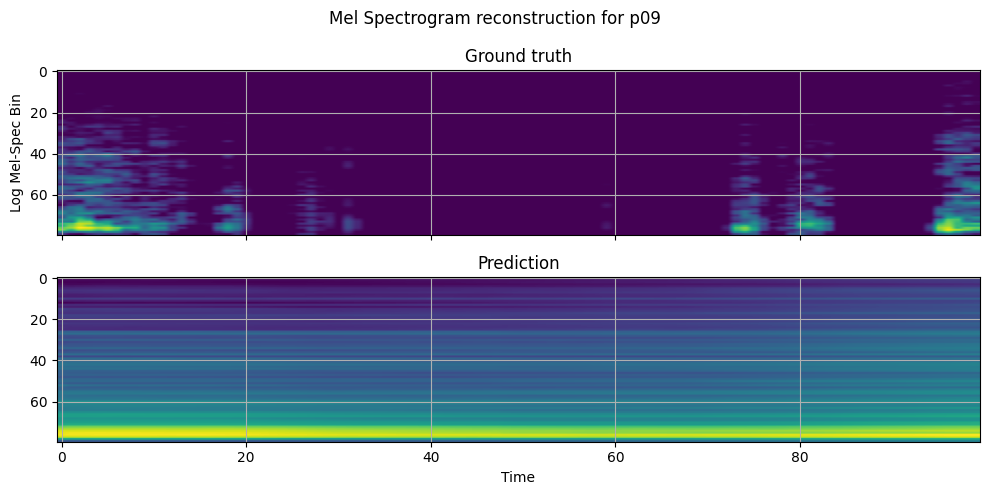 Mel Spectrogram reconstruction for p09
Ground truth
Log Mel-Spec Bin
0
20
40
60
Prediction
0
20
40
60
0 20 40 60 80
Time